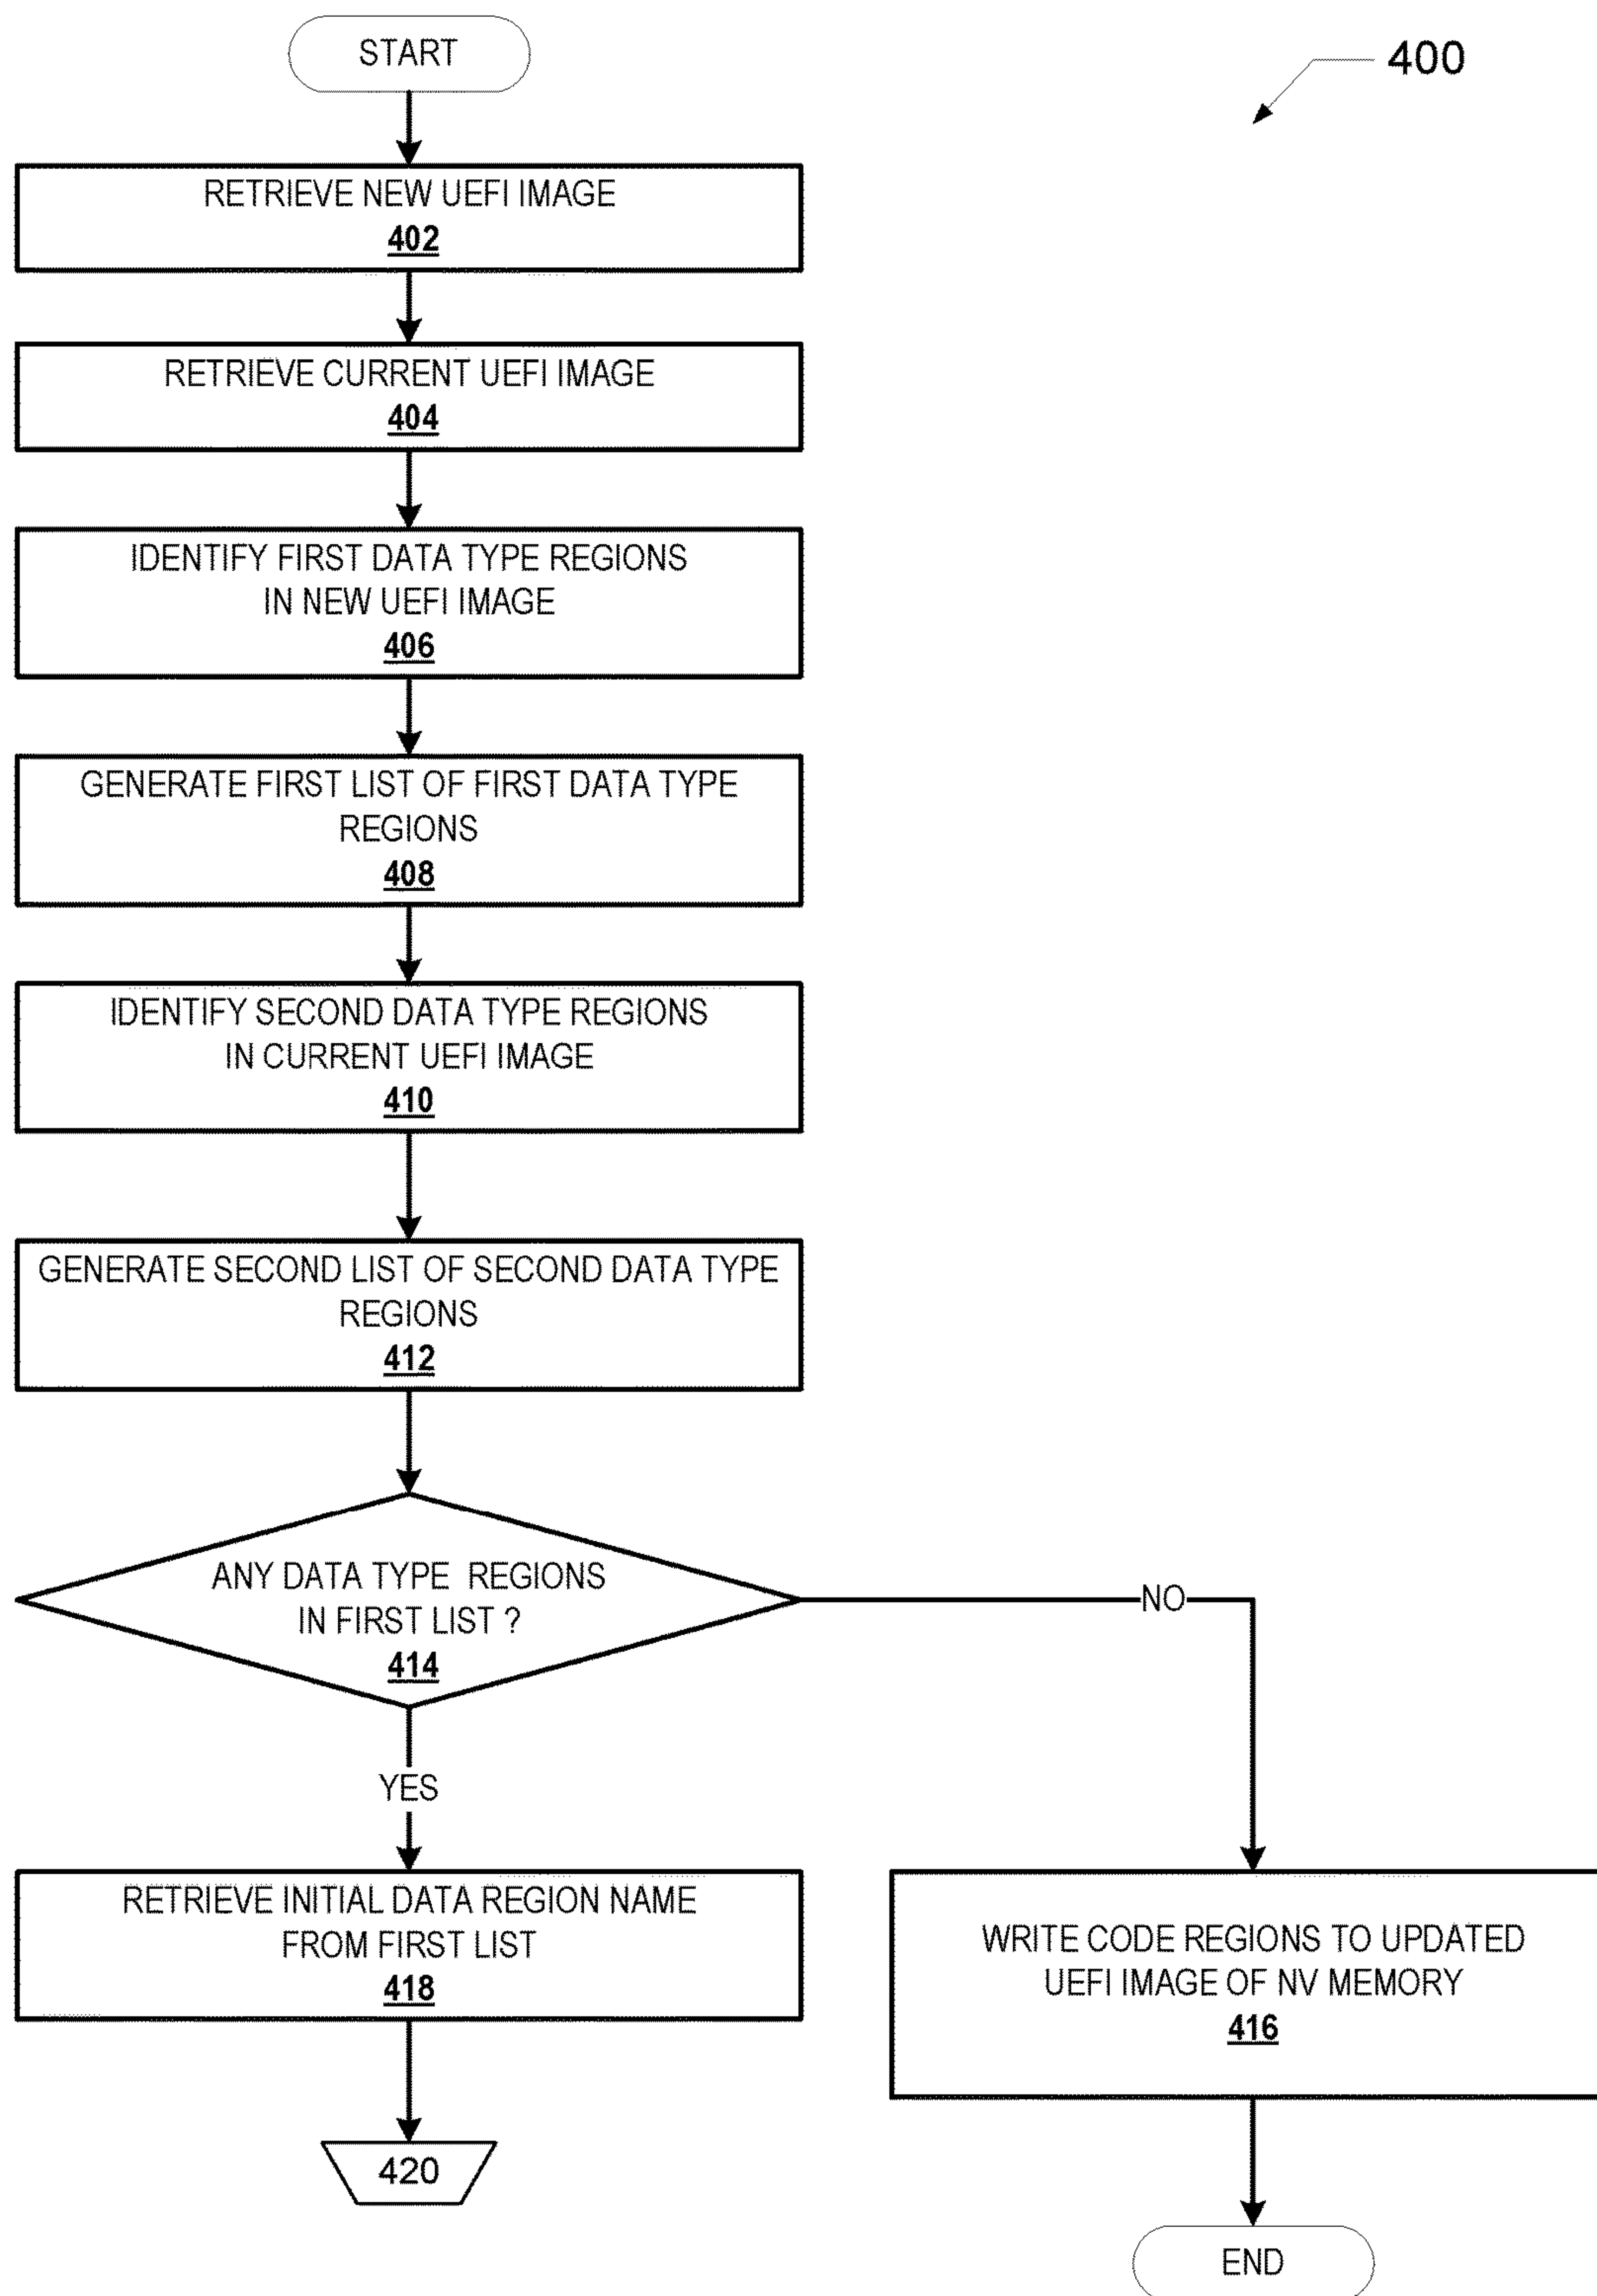 START
400
RETRIEVE NEW UEFI IMAGE
402
RETRIEVE CURRENT UEFI IMAGE
404
IDENTIFY FIRST DATA TYPE REGIONS
IN NEW UEFI IMAGE
406
GENERATE FIRST LIST OF FIRST DATA TYPE
REGIONS
408
IDENTIFY SECOND DATA TYPE REGIONS
IN CURRENT UEFI IMAGE
410
GENERATE SECOND LIST OF SECOND DATA TYPE
REGIONS
412
ANY DATA TYPE REGIONS
IN FIRST LIST ?
414
NO
YES
RETRIEVE INITIAL DATA REGION NAME
FROM FIRST LIST
418
WRITE CODE REGIONS TO UPDATED
UEFI IMAGE OF NV MEMORY
416
420
END